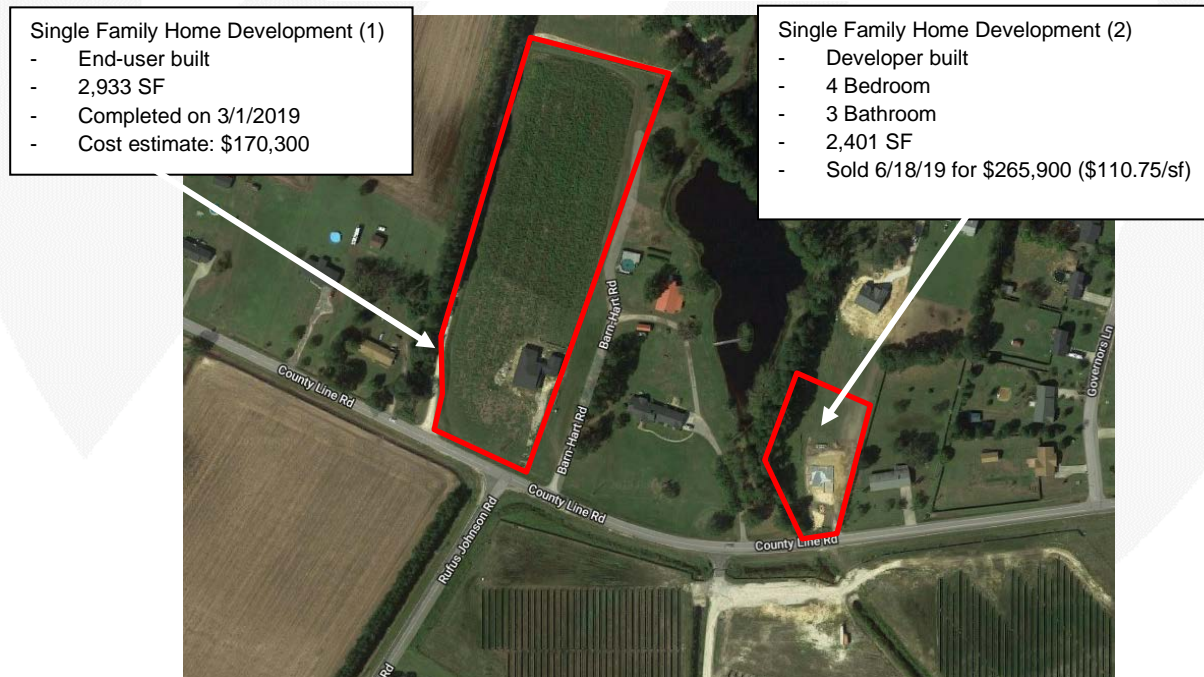 Single Family Home Development (1)
- End-user built
- 2,933 SF
- Completed on 3/1/2019
- Cost estimate: $170,300
Single Family Home Development (2)
- Developer built
- 4 Bedroom
- 3 Bathroom
- 2,401 SF
- Sold 6/18/19 for $265,900 ($110.75/sf)
County Line Rd
Barn-Hart Rd
Barn-Hart Rd
Governors Ln
County Line Rd
County Line Rd
Rufus Johnson Rd
Rd